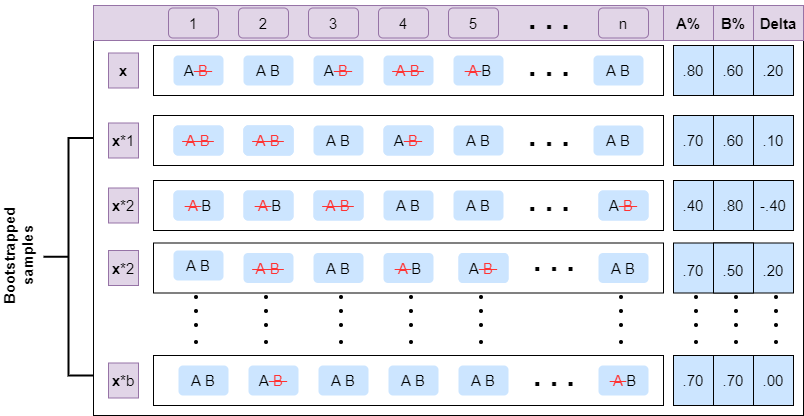 1 2 3 4 5 . . . n A% B% Delta
x A B A B A B A B A B . . . A B .80 .60 .20
x*1 A B A B A B A B A B . . . A B .70 .60 .10
x*2 A B A B A B A B A B . . . A B .40 .80 -.40
x*2 A B A B A B A B A B . . . A B .70 .50 .20
x*b A B A B A B A B A B . . . A B .70 .70 .00
Bootstrapped
samples